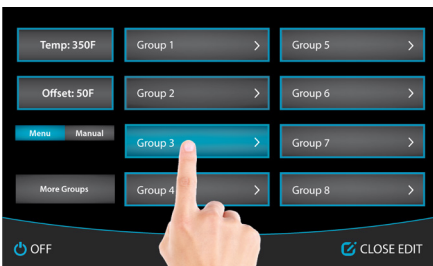 Temp: 350F
Group 1
Group 5
Offset: 50F
Group 2
Group 6
Menu Manual
Group 3
Group 7
More Groups
Group 4
Group 8
OFF
CLOSE EDIT